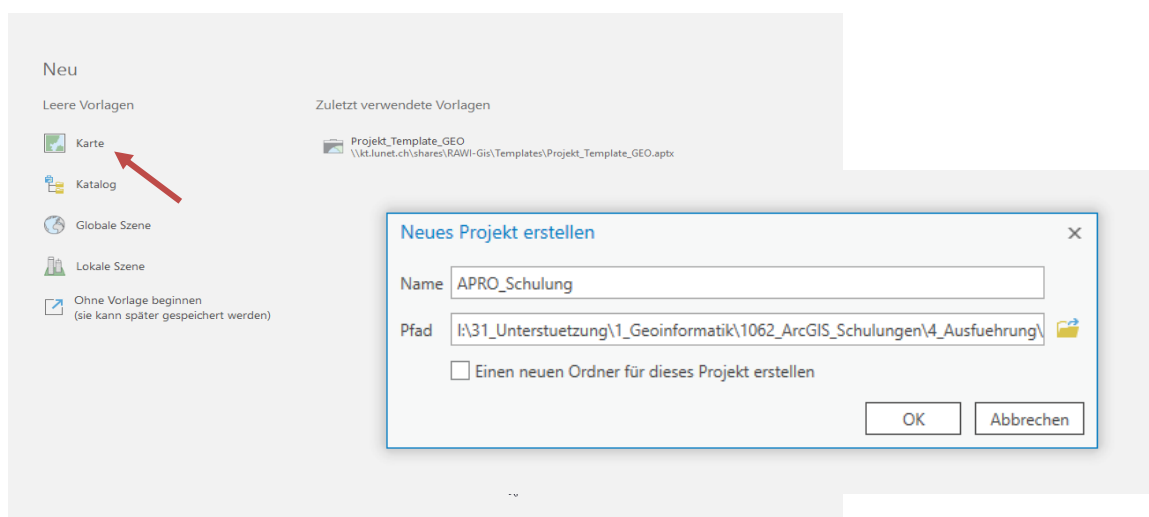 Neu
Leere Vorlagen
Zuletzt verwendete Vorlagen
Karte
Projekt_Template_GEO
\\kt.lunet.ch\shares\RAWI-Gis\Templates\Projekt_Template_GEO.aptx
Katalog
Globale Szene
Lokale Szene
Ohne Vorlage beginnen
(sie kann später gespeichert werden)
Neues Projekt erstellen
Name APRO_Schulung
Pfad I:\31_Unterstuetzung\1_Geoinformatik\1062_ArcGIS_Schulungen\4_Ausfuehrung\
Einen neuen Ordner für dieses Projekt erstellen
OK Abbrechen